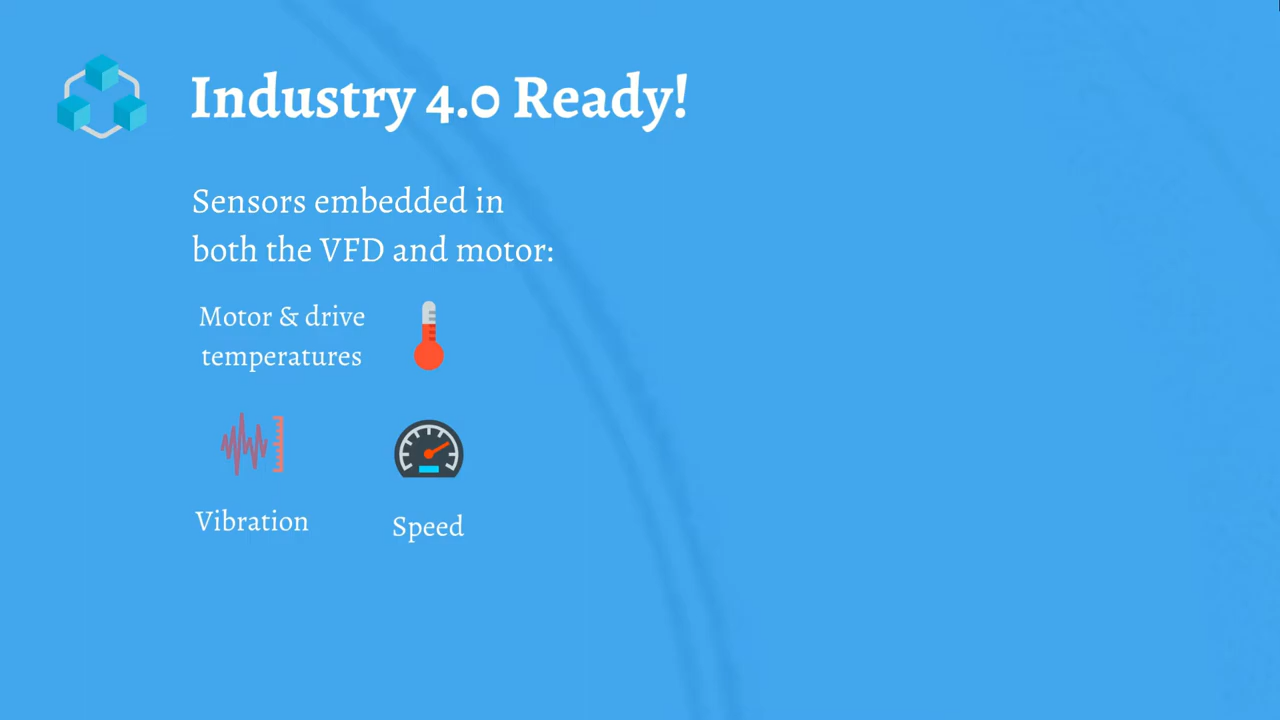 Industry 4.0 Ready!
Sensors embedded in
both the VFD and motor:
Motor & drive
temperatures
Vibration
Speed